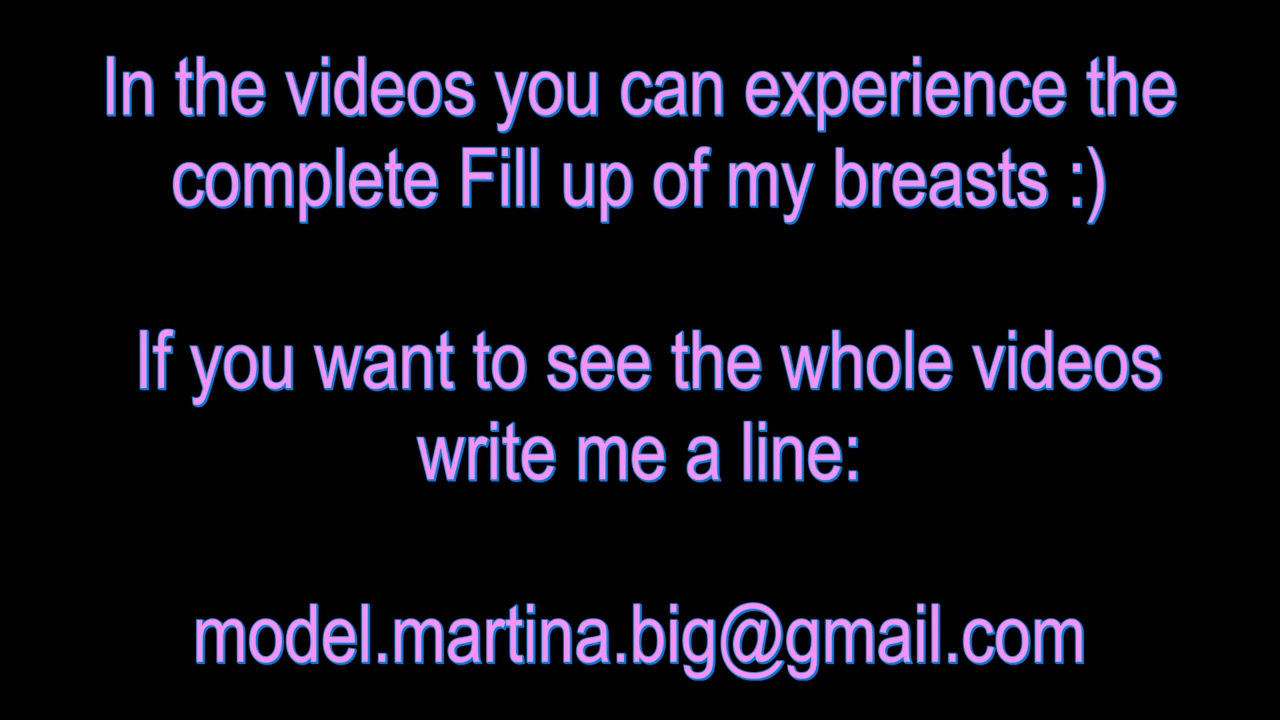 In the videos you can experience the
complete Fill up of my breasts :)
If you want to see the whole videos
write me a line:
model.martina.big@gmail.com